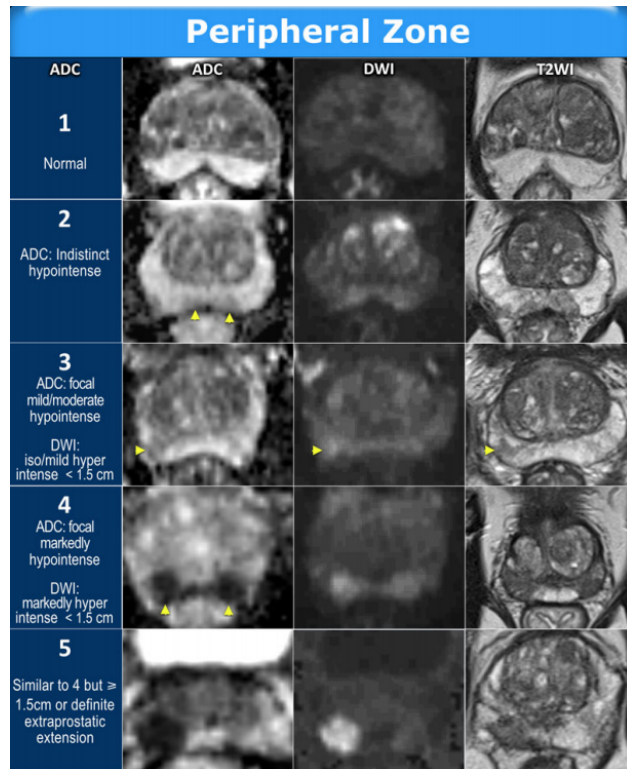 Peripheral Zone
ADC
ADC
DWI
T2WI
1
Normal
2
ADC: Indistinct
hypointense
3
ADC: focal
mild/moderate
hypointense
DWI:
iso/mild hyper
intense < 1.5 cm
4
ADC: focal
markedly
hypointense
DWI:
markedly hyper
intense < 1.5 cm
5
Similar to 4 but ≥
1.5cm or definite
extraprostatic
extension